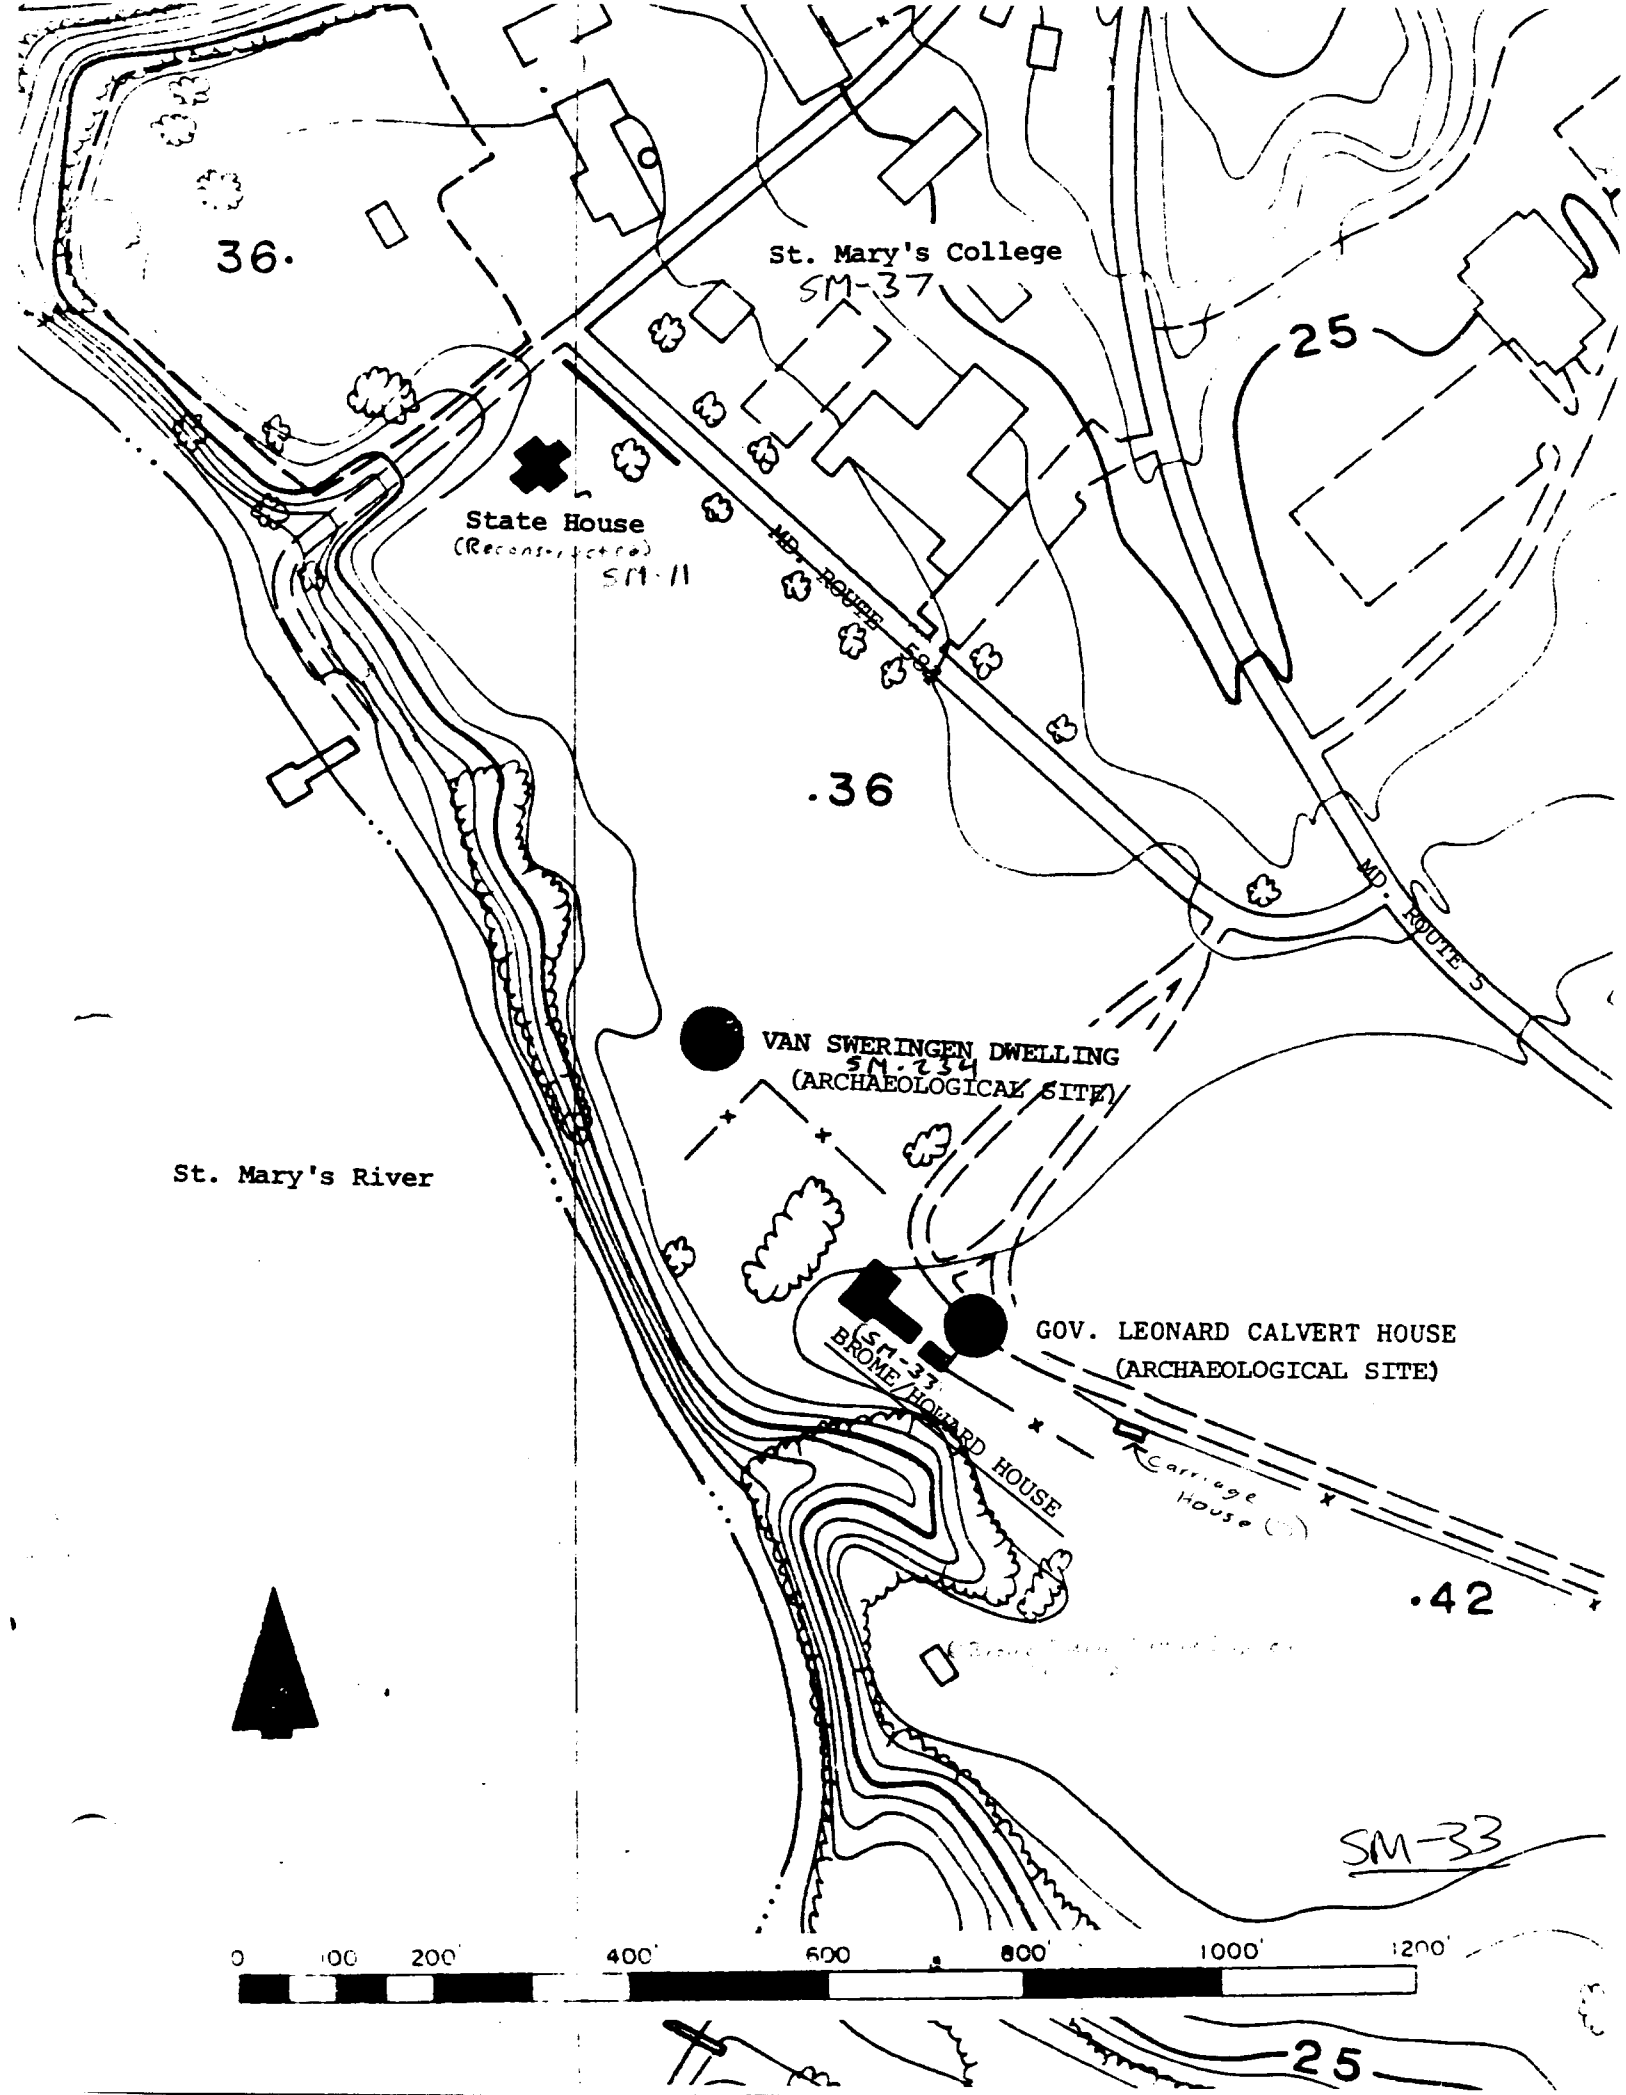 36.
St. Mary's College
SM-37
25
State House
(Reconstructed)
SM-11
MD. ROUTE 584
.36
MD. ROUTE 5
VAN SWERINGEN DWELLING
SM-234
(ARCHAEOLOGICAL SITE)
St. Mary's River
GOV. LEONARD CALVERT HOUSE
(ARCHAEOLOGICAL SITE)
(SM-33)
BROME/HOWARD HOUSE
Carriage
House
.42
SM-33
0 100 200' 400' 600 800' 1000' 1200'
25